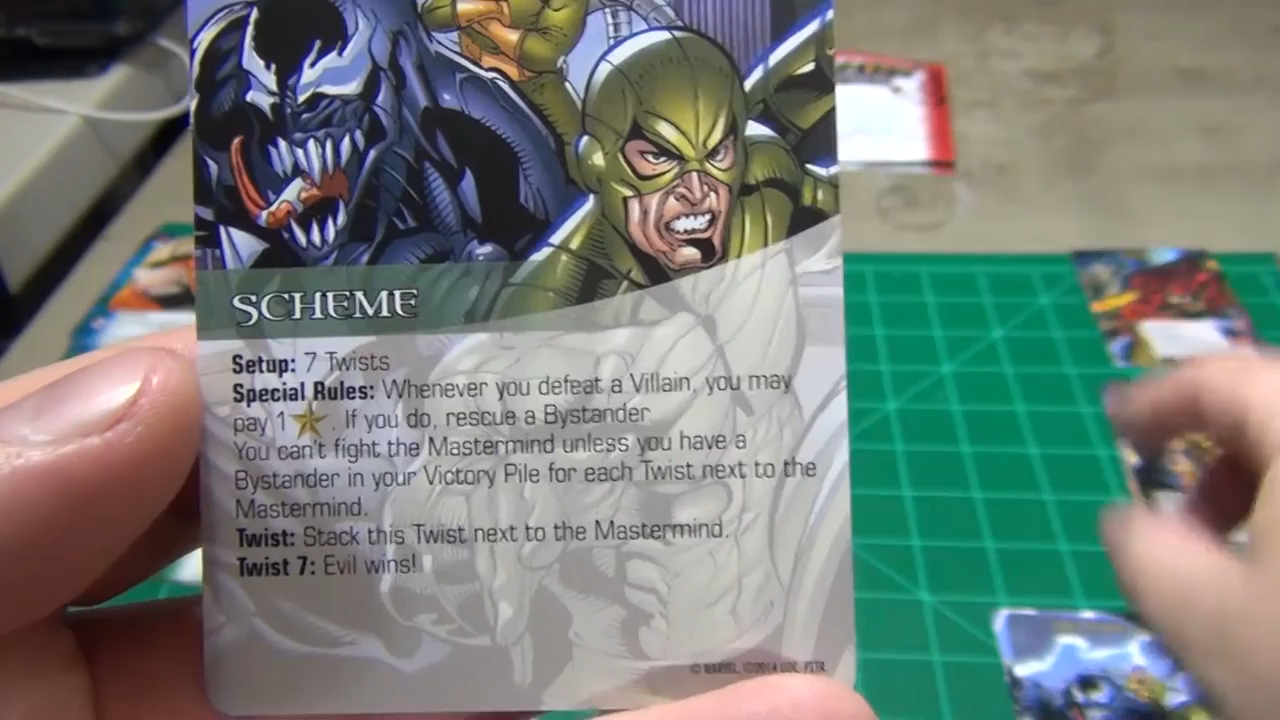 SCHEME
Setup: 7 Twists
Special Rules: Whenever you defeat a Villain, you may
pay 1 . If you do, rescue a Bystander
You can't fight the Mastermind unless you have a
Bystander in your Victory Pile for each Twist next to the
Mastermind.
Twist: Stack this Twist next to the Mastermind.
Twist 7: Evil wins!
© MARVEL, ©2014 UDC. PTR.